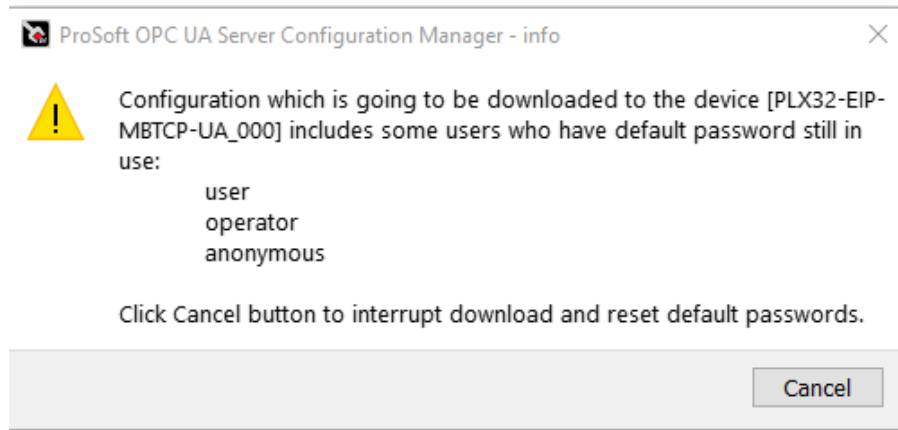 ProSoft OPC UA Server Configuration Manager - info
Configuration which is going to be downloaded to the device [PLX32-EIP-
MBTCP-UA_000] includes some users who have default password still in
use:
user
operator
anonymous
Click Cancel button to interrupt download and reset default passwords.
Cancel